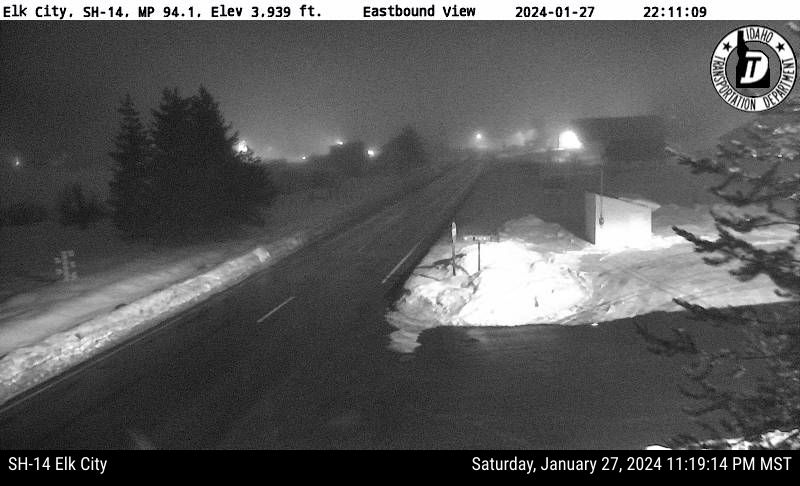 Elk City, SH-14, MP 94.1, Elev 3,939 ft. Eastbound View 2024-01-27 22:11:09
IDAHO
TRANSPORTATION DEPARTMENT
SH-14 Elk City Saturday, January 27, 2024 11:19:14 PM MST